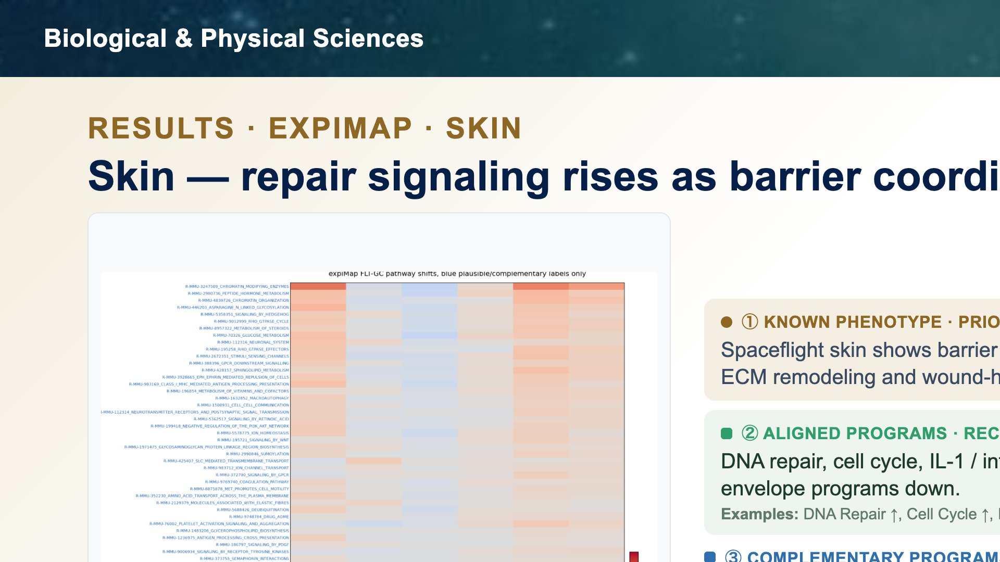 Biological & Physical Sciences
RESULTS · EXPIMAP · SKIN
Skin — repair signaling rises as barrier coordi
expiMap FLI-GC pathway shifts, blue plausible/complementary labels only
R-MMU-3247509_CHROMATIN_MODIFYING_ENZYMES
R-MMU-2980736_PEPTIDE_HORMONE_METABOLISM
R-MMU-4839726_CHROMATIN_ORGANIZATION
R-MMU-446203_ASPARAGINE_N_LINKED_GLYCOSYLATION
R-MMU-5358351_SIGNALING_BY_HEDGEHOG
R-MMU-9012999_RHO_GTPASE_CYCLE
R-MMU-8957322_METABOLISM_OF_STEROIDS
R-MMU-70326_GLUCOSE_METABOLISM
R-MMU-112316_NEURONAL_SYSTEM
R-MMU-195258_RHO_GTPASE_EFFECTORS
R-MMU-2672351_STIMULI_SENSING_CHANNELS
R-MMU-388396_GPCR_DOWNSTREAM_SIGNALLING
R-MMU-428157_SPHINGOLIPID_METABOLISM
R-MMU-3928665_EPH_EPHRIN_MEDIATED_REPULSION_OF_CELLS
R-MMU-983169_CLASS_I_MHC_MEDIATED_ANTIGEN_PROCESSING_PRESENTATION
R-MMU-196854_METABOLISM_OF_VITAMINS_AND_COFACTORS
R-MMU-1632852_MACROAUTOPHAGY
R-MMU-1500931_CELL_CELL_COMMUNICATION
R-MMU-112314_NEUROTRANSMITTER_RECEPTORS_AND_POSTSYNAPTIC_SIGNAL_TRANSMISSION
R-MMU-5362517_SIGNALING_BY_RETINOIC_ACID
R-MMU-199418_NEGATIVE_REGULATION_OF_THE_PI3K_AKT_NETWORK
R-MMU-5578775_ION_HOMEOSTASIS
R-MMU-195721_SIGNALING_BY_WNT
R-MMU-1971475_GLYCOSAMINOGLYCAN_PROTEIN_LINKAGE_REGION_BIOSYNTHESIS
R-MMU-2990846_SUMOYLATION
R-MMU-425407_SLC_MEDIATED_TRANSMEMBRANE_TRANSPORT
R-MMU-983712_ION_CHANNEL_TRANSPORT
R-MMU-372790_SIGNALING_BY_GPCR
R-MMU-9769740_COAGULATION_PATHWAY
R-MMU-8875878_MET_PROMOTES_CELL_MOTILITY
R-MMU-352230_AMINO_ACID_TRANSPORT_ACROSS_THE_PLASMA_MEMBRANE
R-MMU-2129379_MOLECULES_ASSOCIATED_WITH_ELASTIC_FIBRES
R-MMU-5688426_DEUBIQUITINATION
R-MMU-9748784_DRUG_ADME
R-MMU-76002_PLATELET_ACTIVATION_SIGNALING_AND_AGGREGATION
R-MMU-1483206_GLYCEROPHOSPHOLIPID_BIOSYNTHESIS
R-MMU-1236975_ANTIGEN_PROCESSING_CROSS_PRESENTATION
R-MMU-186797_SIGNALING_BY_PDGF
R-MMU-9006934_SIGNALING_BY_RECEPTOR_TYROSINE_KINASES
R-MMU-373755_SEMAPHORIN_INTERACTIONS
① KNOWN PHENOTYPE · PRIO
Spaceflight skin shows barrier
ECM remodeling and wound-h
② ALIGNED PROGRAMS · REC
DNA repair, cell cycle, IL-1 / in
envelope programs down.
Examples: DNA Repair ↑, Cell Cycle ↑,
③ COMPLEMENTARY PROGRAM